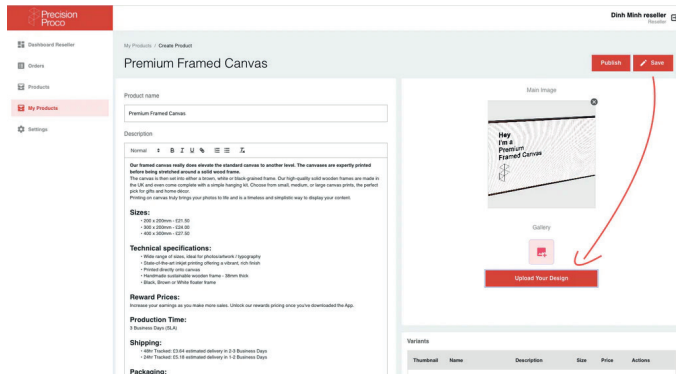 Precision
Proco
Dinh Minh reseller
Reseller
Dashboard Reseller
Orders
Products
My Products
Settings
My Products / Create Product
Premium Framed Canvas
Publish
Save
Product name
Premium Framed Canvas
Description
Normal
B I U
Our framed canvas really does elevate the standard canvas to another level. The canvases are expertly printed
before being stretched around a solid wood frame.
The canvas is then set into either a brown, white or black-grained frame. Our high-quality solid wooden frames are made in
the UK and even come complete with a simple hanging kit. Choose from small, medium, or large canvas prints, the perfect
pick for gifts and home décor.
Printing on canvas truly brings your photos to life and is a timeless and simplistic way to display your content.
Sizes:
• 200 x 200mm - £21.50
• 300 x 200mm - £24.00
• 400 x 300mm - £27.50
Technical specifications:
• Wide range of sizes, ideal for photos/artwork / typography
• State-of-the-art inkjet printing offering a vibrant, rich finish
• Printed directly onto canvas
• Handmade sustainable wooden frame - 38mm thick
• Black, Brown or White floater frame
Reward Prices:
Increase your earnings as you make more sales. Unlock our rewards pricing once you've downloaded the App.
Production Time:
3 Business Days (SLA)
Shipping:
• 48hr Tracked: £3.64 estimated delivery in 2-3 Business Days
• 24hr Tracked: £5.18 estimated delivery in 1-2 Business Days
Packaging:
Main Image
Hey
I'm a
Premium
Framed Canvas
Gallery
Upload Your Design
Variants
Thumbnail Name Description Size Price Actions